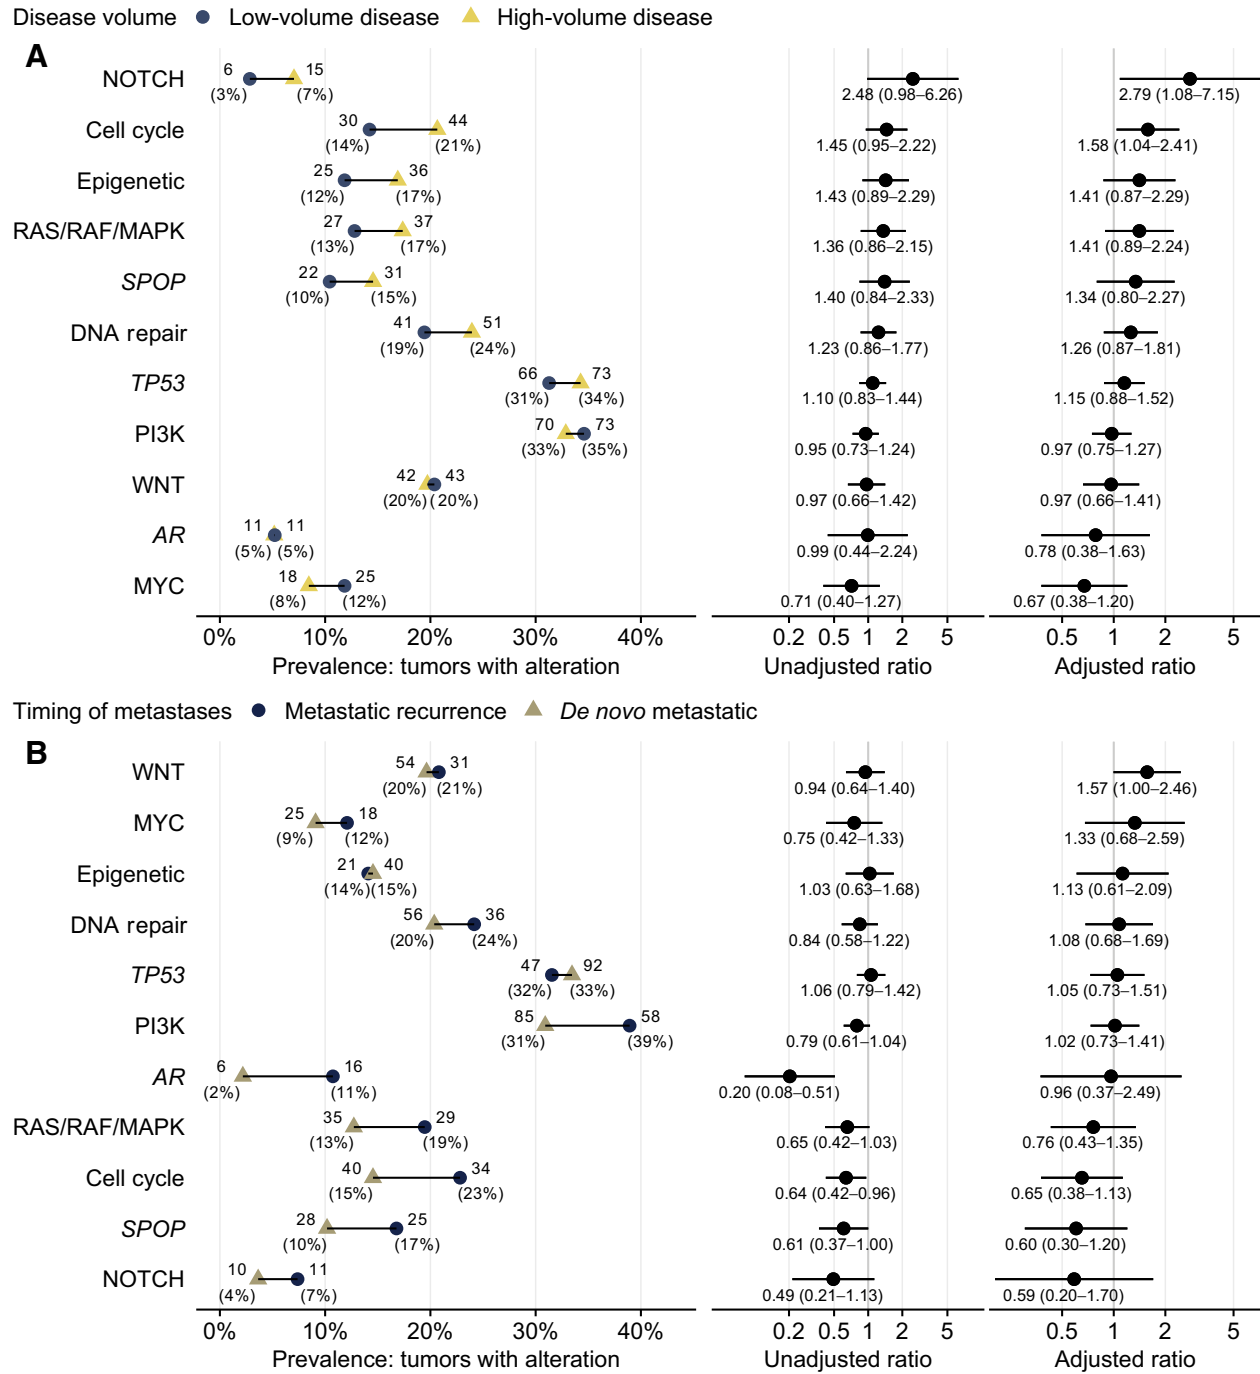 Disease volume Low-volume disease High-volume disease
A
NOTCH 6 (3%) 15 (7%) 2.48 (0.98–6.26) 2.79 (1.08–7.15)
Cell cycle 30 (14%) 44 (21%) 1.45 (0.95–2.22) 1.58 (1.04–2.41)
Epigenetic 25 (12%) 36 (17%) 1.43 (0.89–2.29) 1.41 (0.87–2.29)
RAS/RAF/MAPK 27 (13%) 37 (17%) 1.36 (0.86–2.15) 1.41 (0.89–2.24)
SPOP 22 (10%) 31 (15%) 1.40 (0.84–2.33) 1.34 (0.80–2.27)
DNA repair 41 (19%) 51 (24%) 1.23 (0.86–1.77) 1.26 (0.87–1.81)
TP53 66 (31%) 73 (34%) 1.10 (0.83–1.44) 1.15 (0.88–1.52)
PI3K 70 (33%) 73 (35%) 0.95 (0.73–1.24) 0.97 (0.75–1.27)
WNT 42 (20%) 43 (20%) 0.97 (0.66–1.42) 0.97 (0.66–1.41)
AR 11 (5%) 11 (5%) 0.99 (0.44–2.24) 0.78 (0.38–1.63)
MYC 18 (8%) 25 (12%) 0.71 (0.40–1.27) 0.67 (0.38–1.20)
0% 10% 20% 30% 40% 0.2 0.5 1 2 5 0.5 1 2 5
Prevalence: tumors with alteration Unadjusted ratio Adjusted ratio
Timing of metastases Metastatic recurrence De novo metastatic
B
WNT 54 (20%) 31 (21%) 0.94 (0.64–1.40) 1.57 (1.00–2.46)
MYC 25 (9%) 18 (12%) 0.75 (0.42–1.33) 1.33 (0.68–2.59)
Epigenetic 21 (14%) 40 (15%) 1.03 (0.63–1.68) 1.13 (0.61–2.09)
DNA repair 56 (20%) 36 (24%) 0.84 (0.58–1.22) 1.08 (0.68–1.69)
TP53 47 (32%) 92 (33%) 1.06 (0.79–1.42) 1.05 (0.73–1.51)
PI3K 85 (31%) 58 (39%) 0.79 (0.61–1.04) 1.02 (0.73–1.41)
AR 6 (2%) 16 (11%) 0.20 (0.08–0.51) 0.96 (0.37–2.49)
RAS/RAF/MAPK 35 (13%) 29 (19%) 0.65 (0.42–1.03) 0.76 (0.43–1.35)
Cell cycle 40 (15%) 34 (23%) 0.64 (0.42–0.96) 0.65 (0.38–1.13)
SPOP 28 (10%) 25 (17%) 0.61 (0.37–1.00) 0.60 (0.30–1.20)
NOTCH 10 (4%) 11 (7%) 0.49 (0.21–1.13) 0.59 (0.20–1.70)
0% 10% 20% 30% 40% 0.2 0.5 1 2 5 0.5 1 2 5
Prevalence: tumors with alteration Unadjusted ratio Adjusted ratio